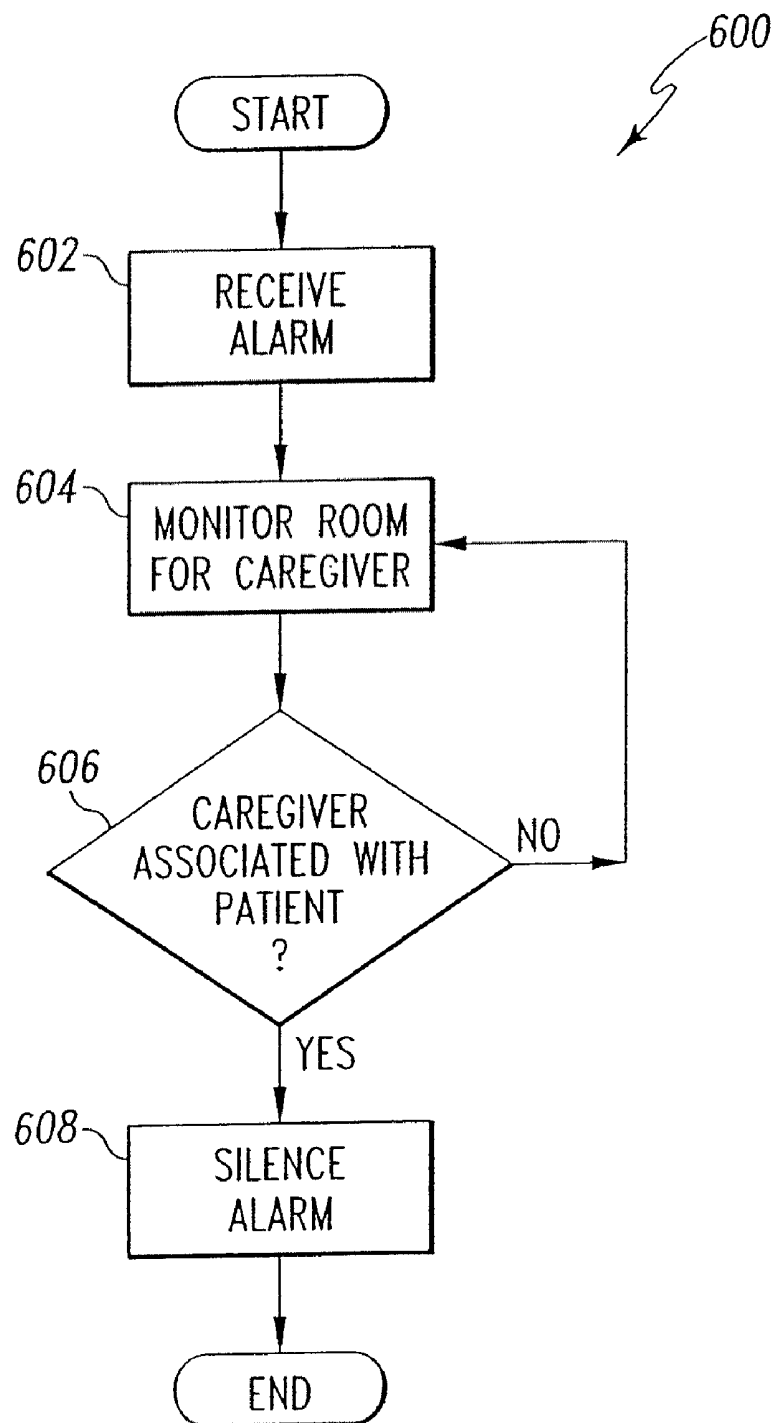 600
START
602
RECEIVE
ALARM
604
MONITOR ROOM
FOR CAREGIVER
606
CAREGIVER
ASSOCIATED WITH
PATIENT
?
NO
YES
608
SILENCE
ALARM
END